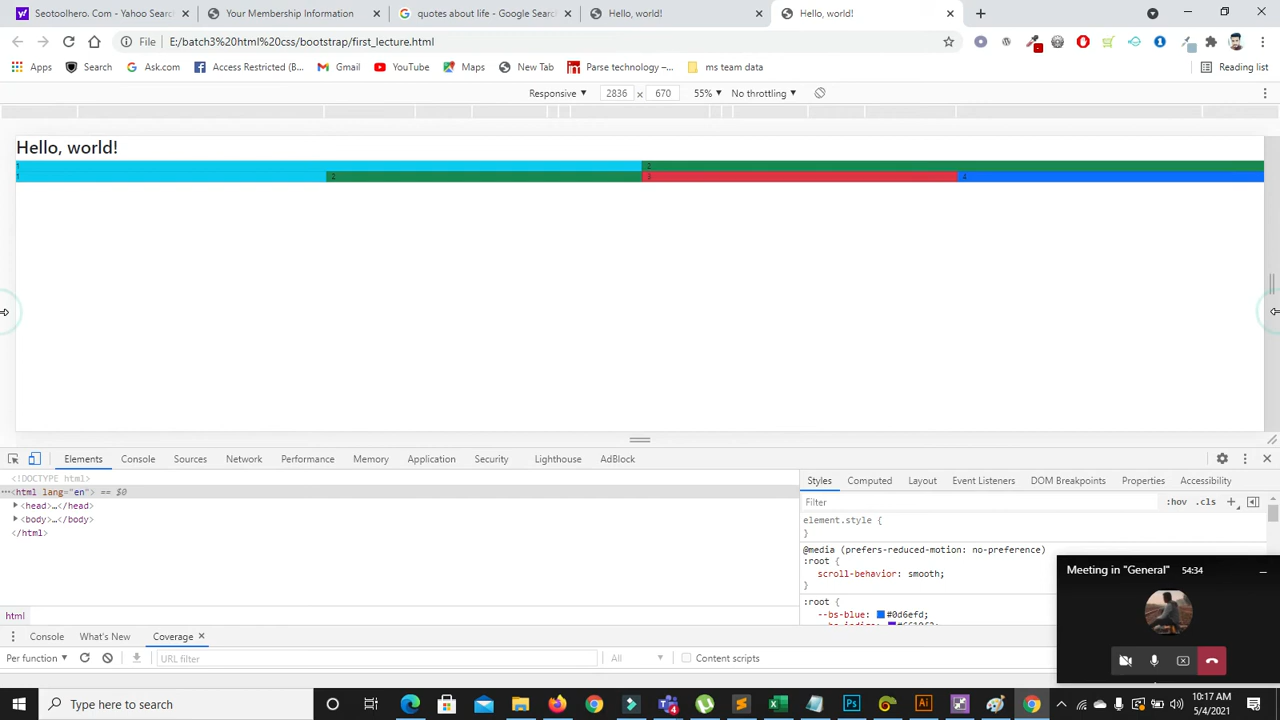 Seotoolhero. Com - Yahoo Search
Your Membership Information
quotes about life - Google Search
Hello, world!
Hello, world!
File
E:/batch3%20html%20css/bootstrap/first_lecture.html
Apps
Search
Ask.com
Access Restricted (B...
Gmail
YouTube
Maps
New Tab
Parse technology –...
ms team data
Reading list
Responsive
2836
x
670
55%
No throttling
Hello, world!
1
2
1
2
3
4
Elements
Console
Sources
Network
Performance
Memory
Application
Security
Lighthouse
AdBlock
<!DOCTYPE html>
···<html lang="en"> == $0
<head>…</head>
<body>…</body>
</html>
html
Styles
Computed
Layout
Event Listeners
DOM Breakpoints
Properties
Accessibility
Filter
:hov
.cls
element.style {
}
@media (prefers-reduced-motion: no-preference)
:root {
scroll-behavior: smooth;
}
:root {
--bs-blue: #0d6efd;
Meeting in "General"
54:34
Console
What's New
Coverage
Per function
URL filter
All
Content scripts
Type here to search
10:17 AM
5/4/2021